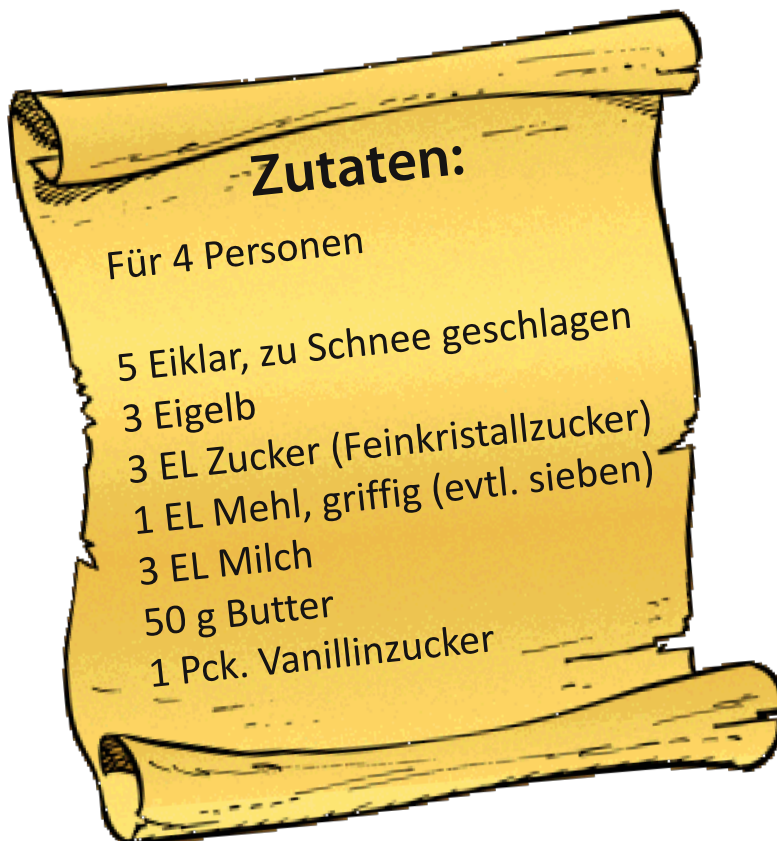 Zutaten:
Für 4 Personen
5 Eiklar, zu Schnee geschlagen
3 Eigelb
3 EL Zucker (Feinkristallzucker)
1 EL Mehl, griffig (evtl. sieben)
3 EL Milch
50 g Butter
1 Pck. Vanillinzucker